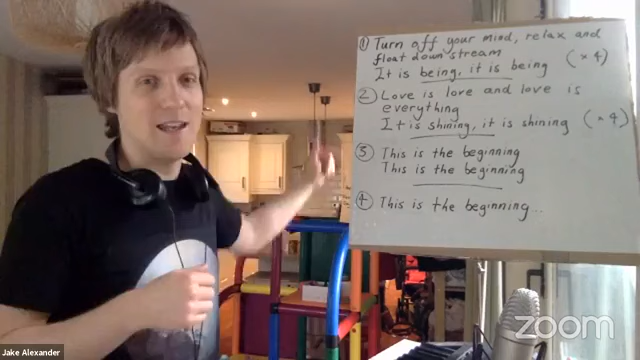 ① Turn off your mind, relax and
float down stream
It is being, it is being (×4)
② Love is love and love is
everything
It is shining, it is shining (×4)
③ This is the beginning
This is the beginning
④ This is the beginning...
Jake Alexander
zoom